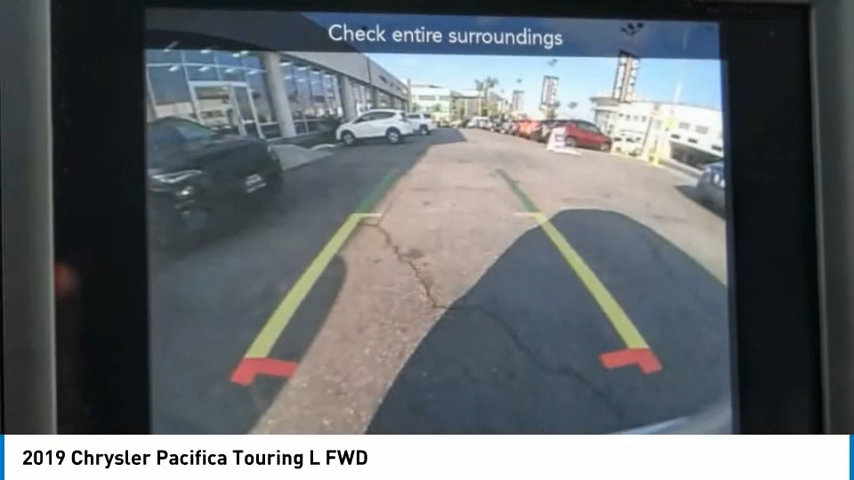 Check entire surroundings
2019 Chrysler Pacifica Touring L FWD